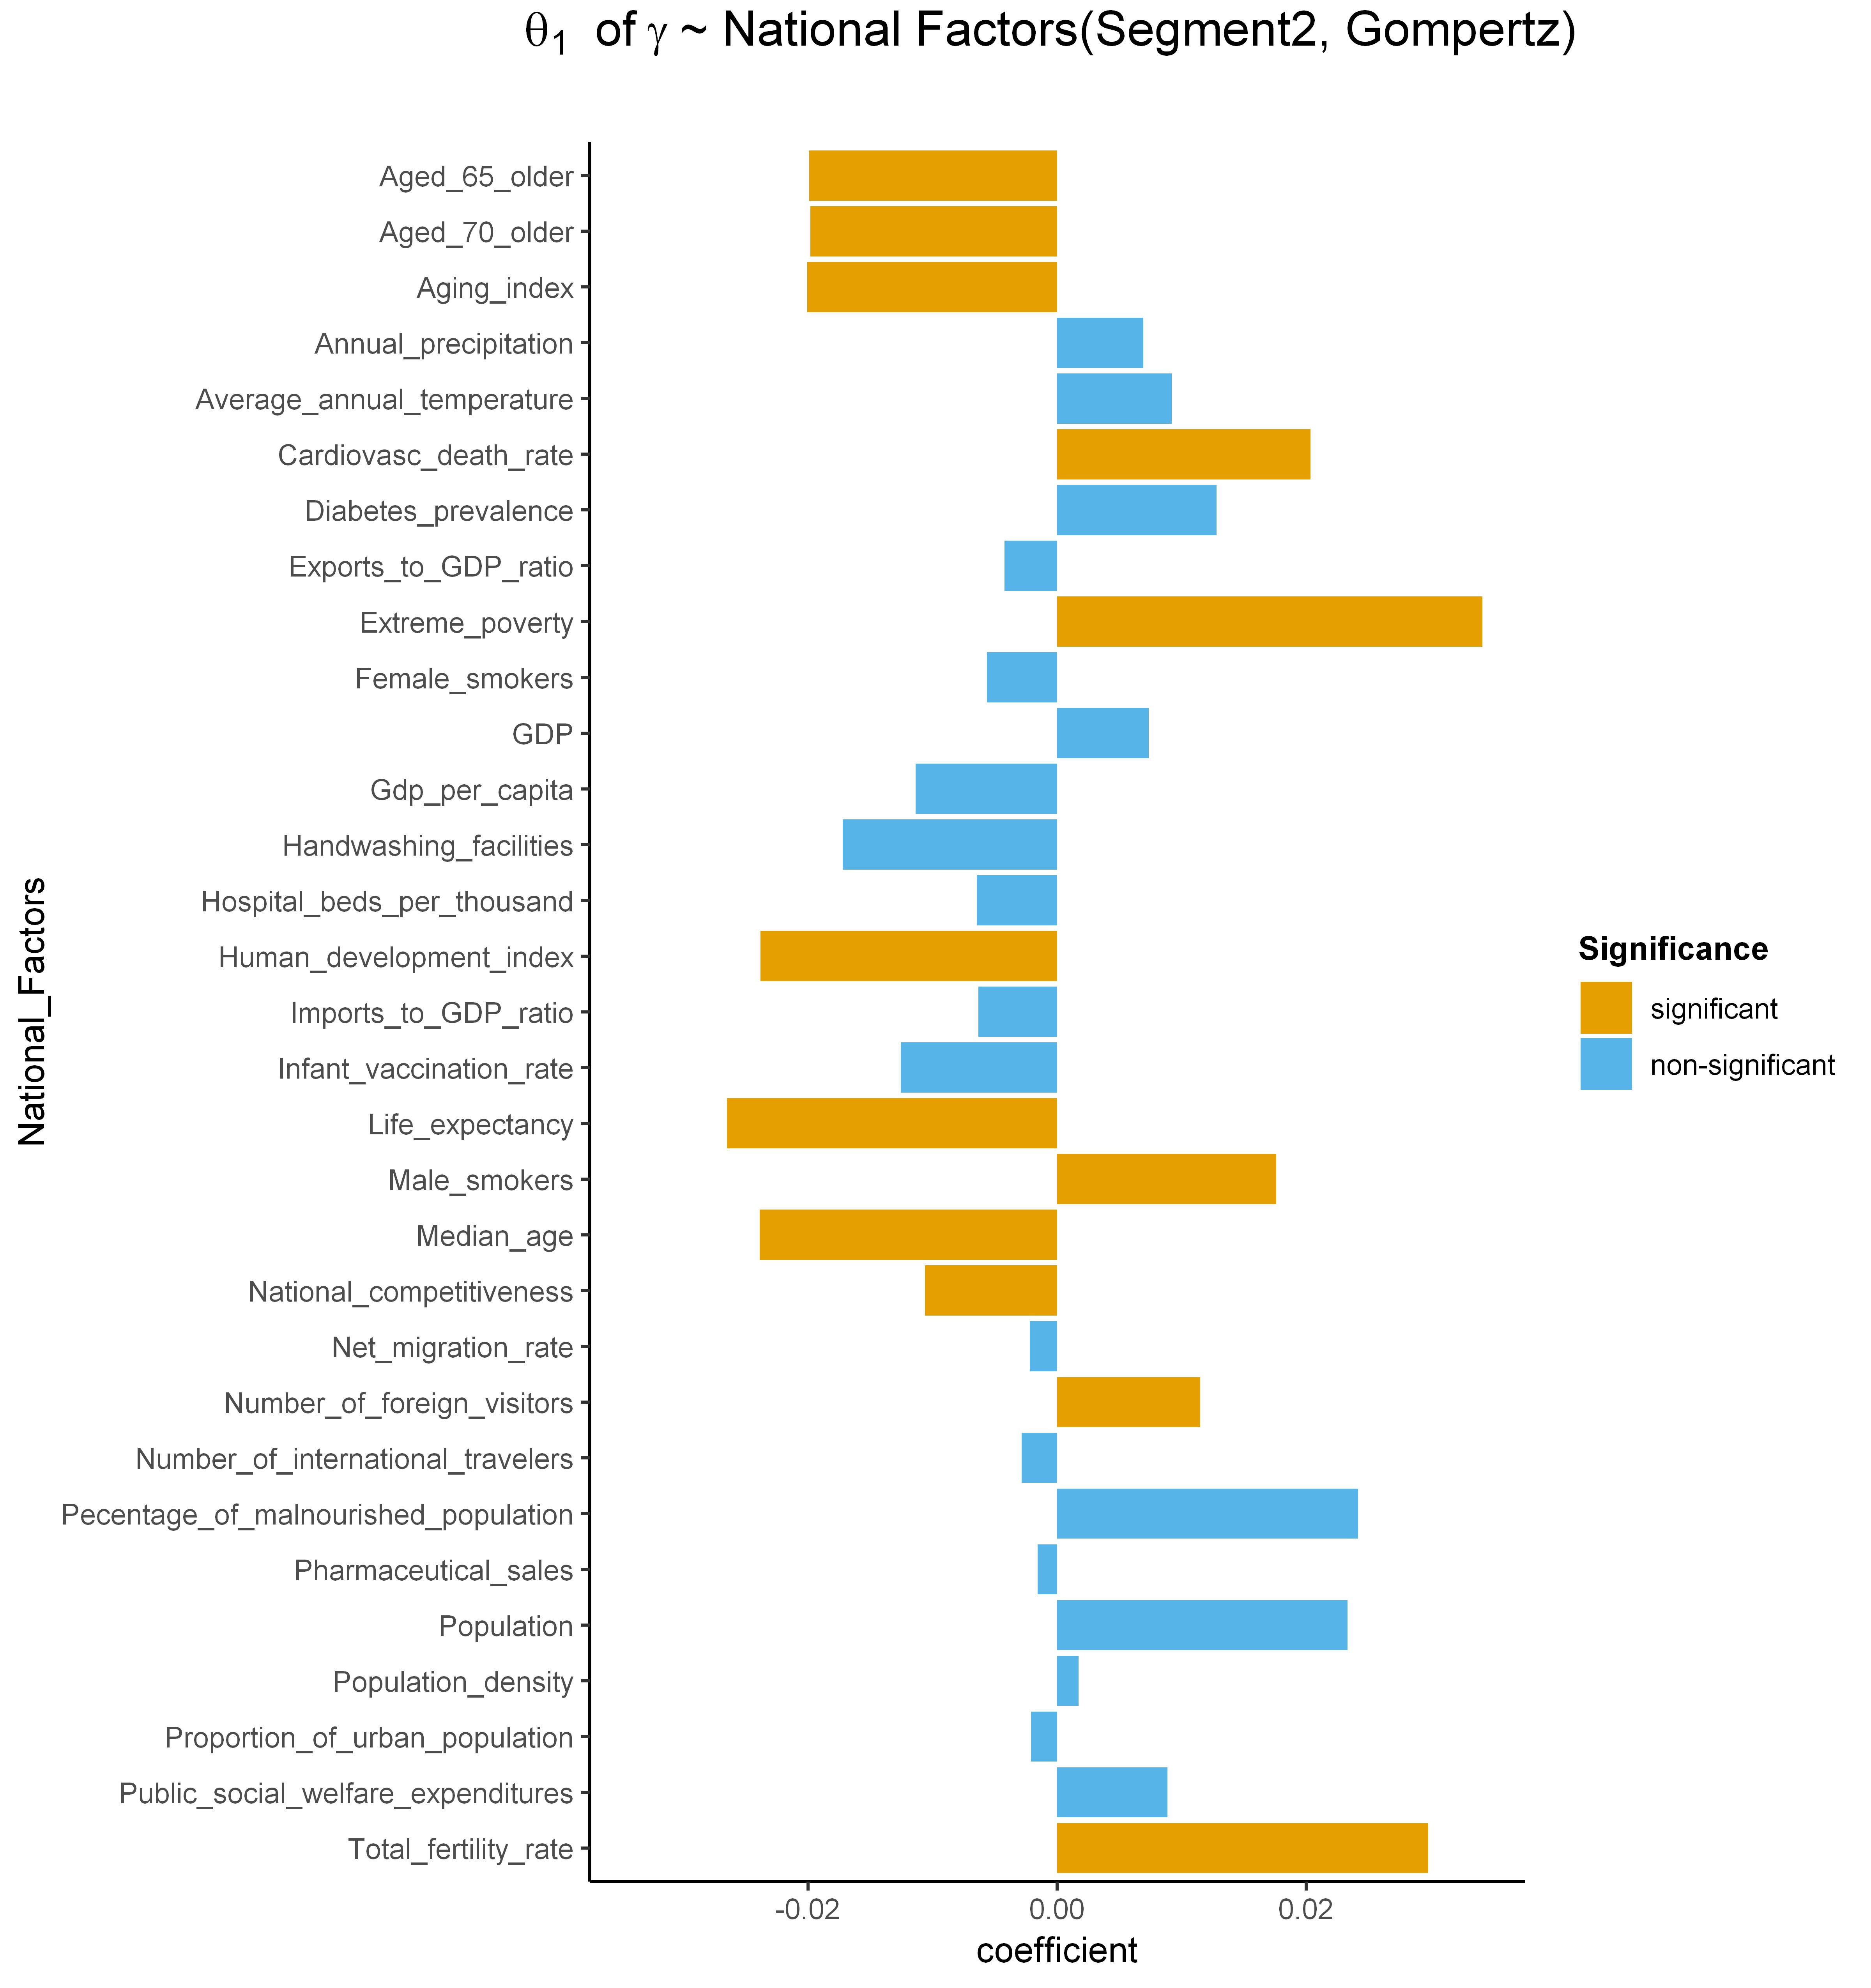 θ1 of γ ~ National Factors(Segment2, Gompertz)
National_Factors
Aged_65_older
Aged_70_older
Aging_index
Annual_precipitation
Average_annual_temperature
Cardiovasc_death_rate
Diabetes_prevalence
Exports_to_GDP_ratio
Extreme_poverty
Female_smokers
GDP
Gdp_per_capita
Handwashing_facilities
Hospital_beds_per_thousand
Human_development_index
Imports_to_GDP_ratio
Infant_vaccination_rate
Life_expectancy
Male_smokers
Median_age
National_competitiveness
Net_migration_rate
Number_of_foreign_visitors
Number_of_international_travelers
Pecentage_of_malnourished_population
Pharmaceutical_sales
Population
Population_density
Proportion_of_urban_population
Public_social_welfare_expenditures
Total_fertility_rate
-0.02 0.00 0.02
coefficient
Significance
significant
non-significant